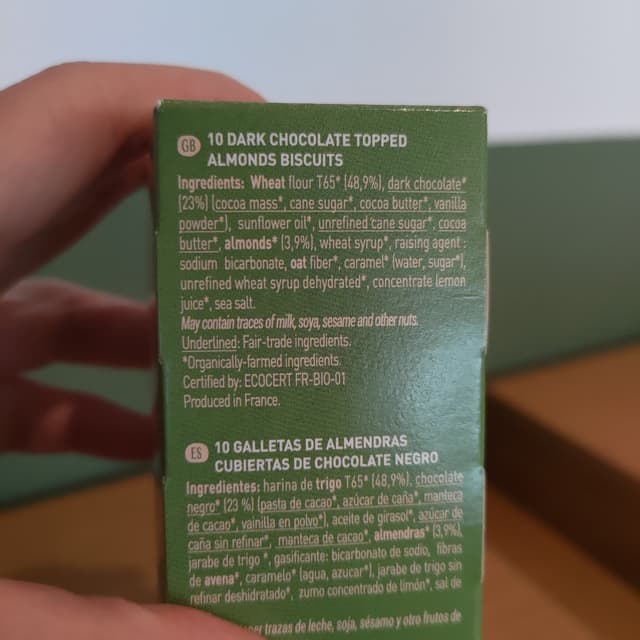 GB 10 DARK CHOCOLATE TOPPED
ALMONDS BISCUITS
Ingredients: Wheat flour T65* (48,9%), dark chocolate*
(23%) (cocoa mass*, cane sugar*, cocoa butter*, vanilla
powder*), sunflower oil*, unrefined cane sugar*, cocoa
butter*, almonds* (3,9%), wheat syrup*, raising agent :
sodium bicarbonate, oat fiber*, caramel* (water, sugar*),
unrefined wheat syrup dehydrated*, concentrate lemon
juice*, sea salt.
May contain traces of milk, soya, sesame and other nuts.
Underlined: Fair-trade ingredients.
*Organically-farmed ingredients.
Certified by: ECOCERT FR-BIO-01
Produced in France.
ES 10 GALLETAS DE ALMENDRAS
CUBIERTAS DE CHOCOLATE NEGRO
Ingredientes: harina de trigo T65* (48,9%), chocolate
negro* (23 %) (pasta de cacao*, azúcar de caña*, manteca
de cacao*, vainilla en polvo*), aceite de girasol*, azúcar de
caña sin refinar*, manteca de cacao*, almendras* (3,9%),
jarabe de trigo *, gasificante: bicarbonato de sodio, fibras
de avena*, caramelo* (agua, azucar*), jarabe de trigo sin
refinar deshidratado*, zumo concentrado de limón*, sal de
trazas de leche, soja, sésamo y otro frutos de